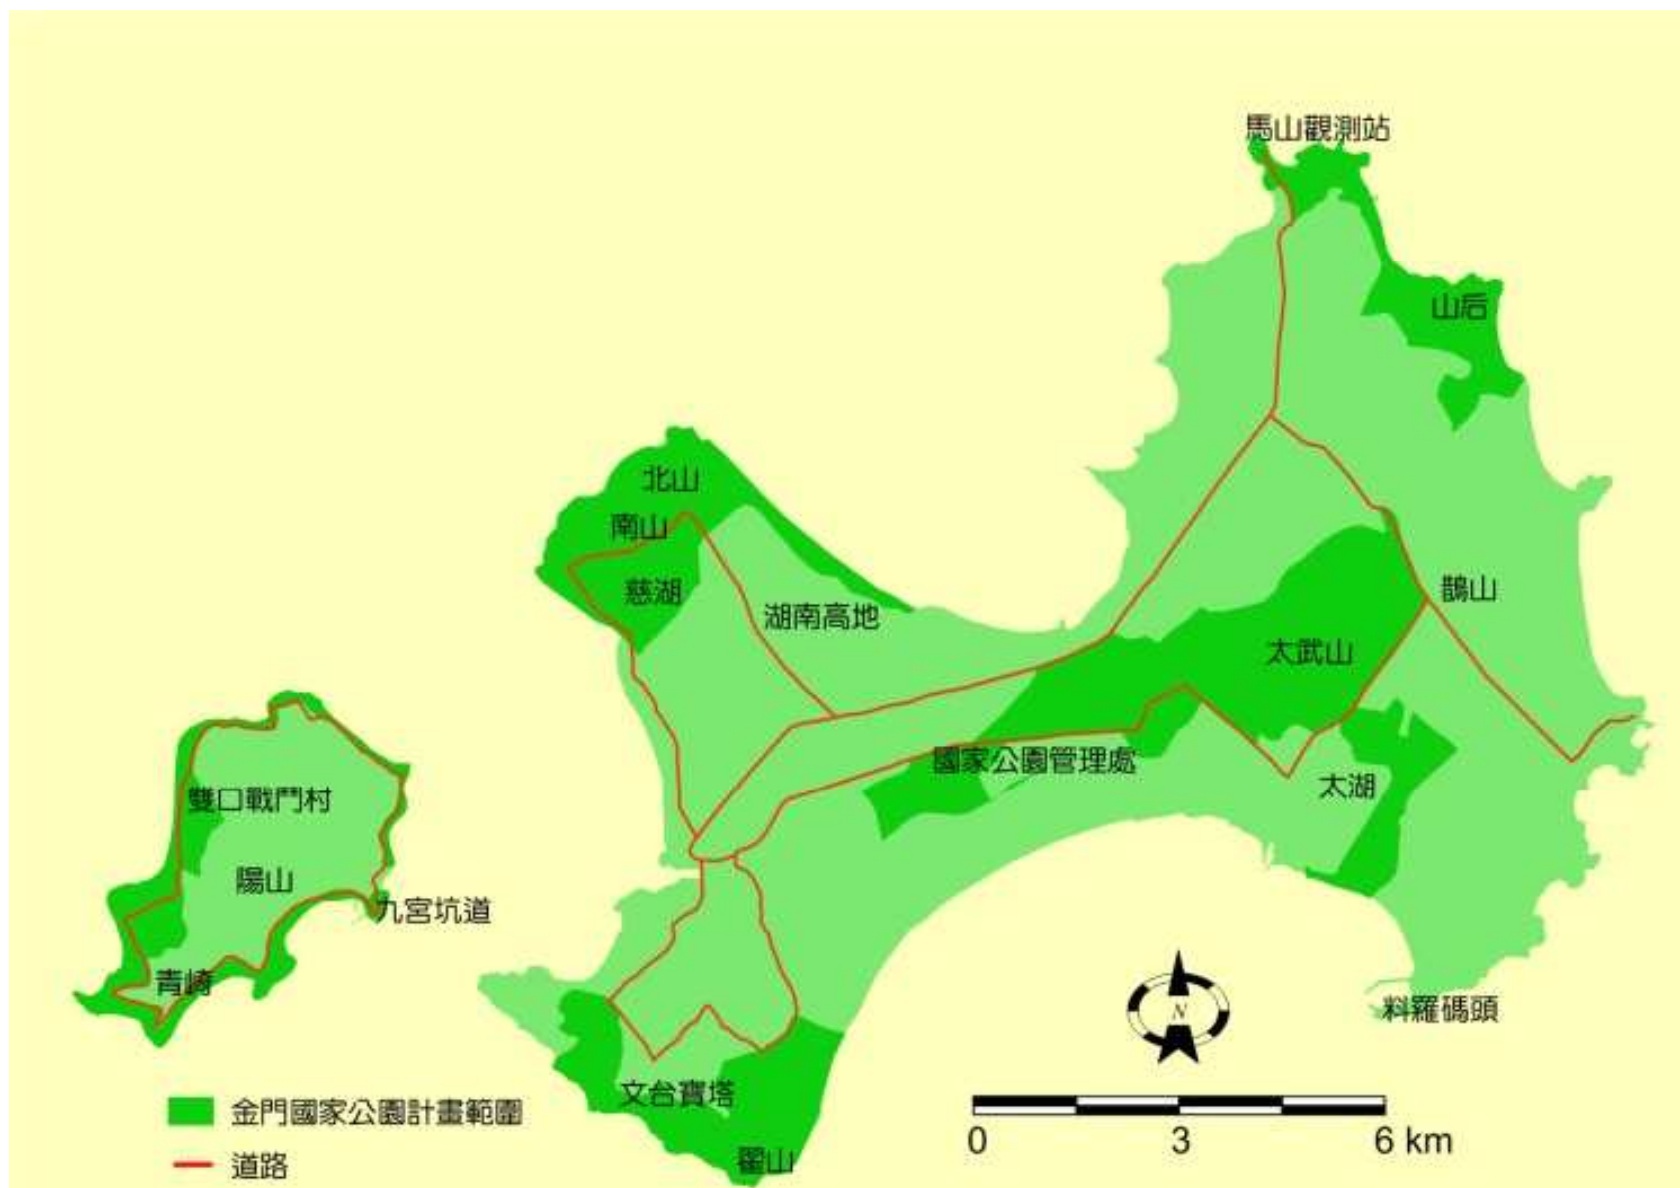 馬山觀測站
山后
北山
南山
慈湖
湖南高地
鵲山
太武山
國家公園管理處
太湖
雙口戰鬥村
陽山
九宮坑道
青崎
料羅碼頭
N
文台寶塔
翟山
金門國家公園計畫範圍
道路
0 3 6 km